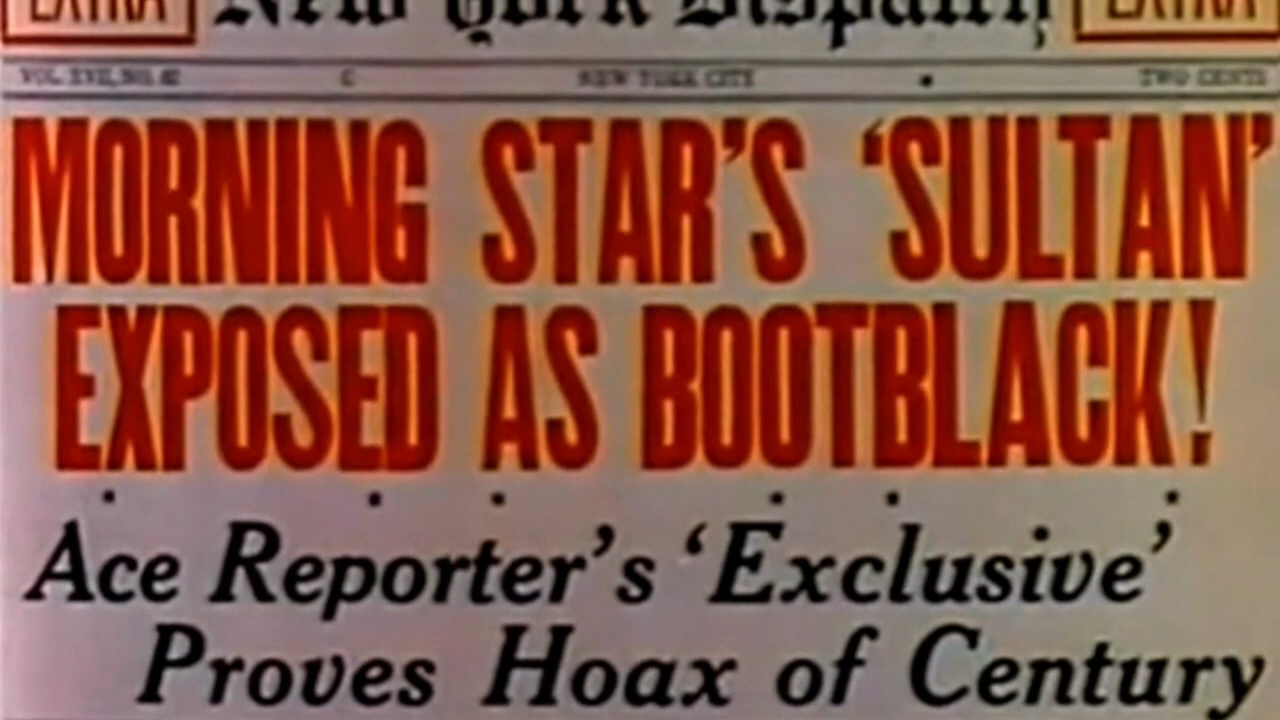 EXTRA New York Dispatch EXTRA
NEW YORK CITY TWO CENTS
MORNING STAR'S 'SULTAN'
EXPOSED AS BOOTBLACK!
Ace Reporter's 'Exclusive'
Proves Hoax of Century